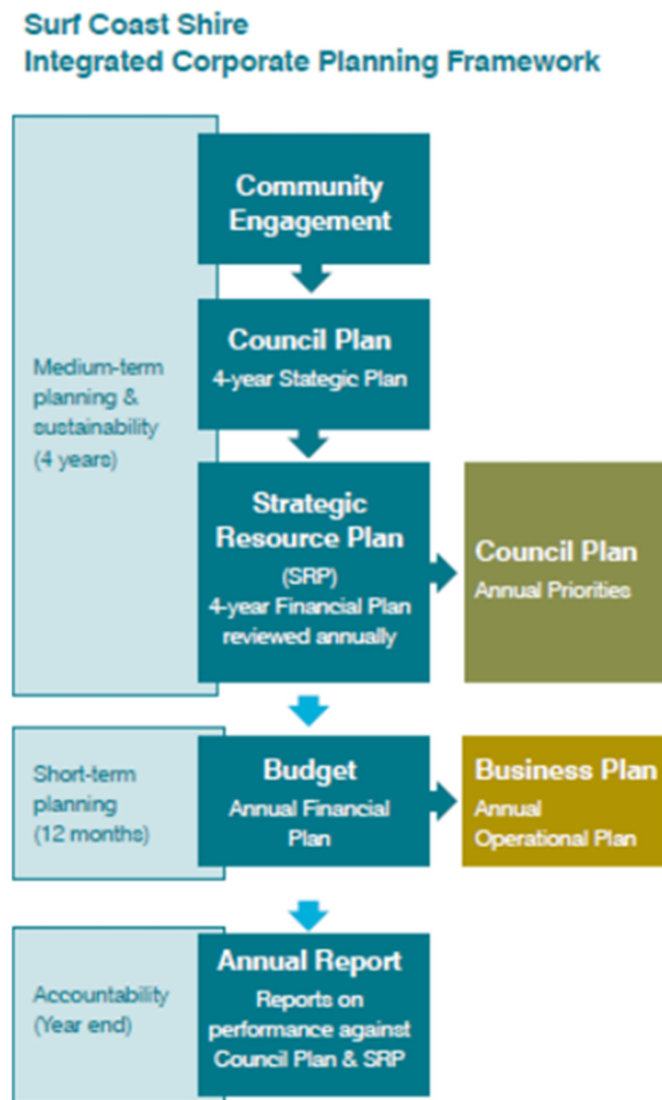 Surf Coast Shire
Integrated Corporate Planning Framework
Community
Engagement
Medium-term
planning &
sustainability
(4 years)
Council Plan
4-year Stategic Plan
Strategic
Resource Plan
(SRP)
4-year Financial Plan
reviewed annually
Council Plan
Annual Priorities
Short-term
planning
(12 months)
Budget
Annual Financial
Plan
Business Plan
Annual
Operational Plan
Accountability
(Year end)
Annual Report
Reports on
performance against
Council Plan & SRP